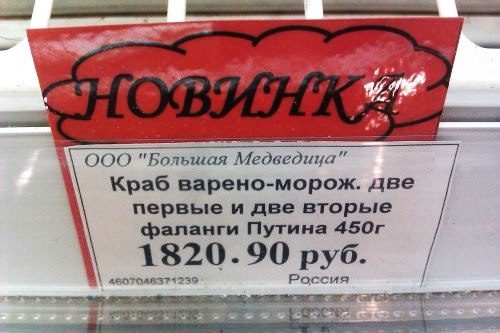 НОВИНКА
ООО "Большая Медведица"
Краб варено-морож. две
первые и две вторые
фаланги Путина 450г
1820.90 руб.
4607046371239 Россия